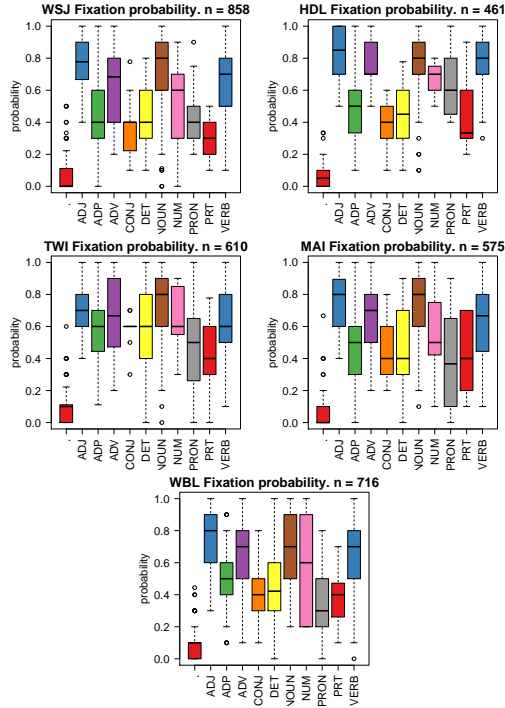 WSJ Fixation probability. n = 858
probability
1.0
0.8
0.6
0.4
0.2
0.0
.
ADJ
ADP
ADV
CONJ
DET
NOUN
NUM
PRON
PRT
VERB
HDL Fixation probability. n = 461
probability
1.0
0.8
0.6
0.4
0.2
0.0
.
ADJ
ADP
ADV
CONJ
DET
NOUN
NUM
PRON
PRT
VERB
TWI Fixation probability. n = 610
probability
1.0
0.8
0.6
0.4
0.2
0.0
.
ADJ
ADP
ADV
CONJ
DET
NOUN
NUM
PRON
PRT
VERB
MAI Fixation probability. n = 575
probability
1.0
0.8
0.6
0.4
0.2
0.0
.
ADJ
ADP
ADV
CONJ
DET
NOUN
NUM
PRON
PRT
VERB
WBL Fixation probability. n = 716
probability
1.0
0.8
0.6
0.4
0.2
0.0
.
ADJ
ADP
ADV
CONJ
DET
NOUN
NUM
PRON
PRT
VERB